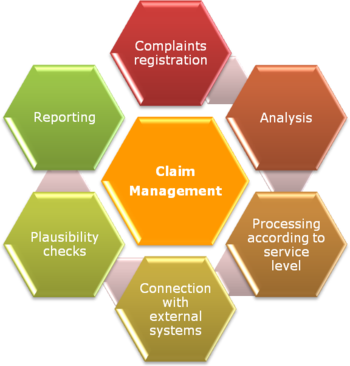 Complaints
registration
Analysis
Processing
according to
service
level
Connection
with
external
systems
Plausibility
checks
Reporting
Claim
Management